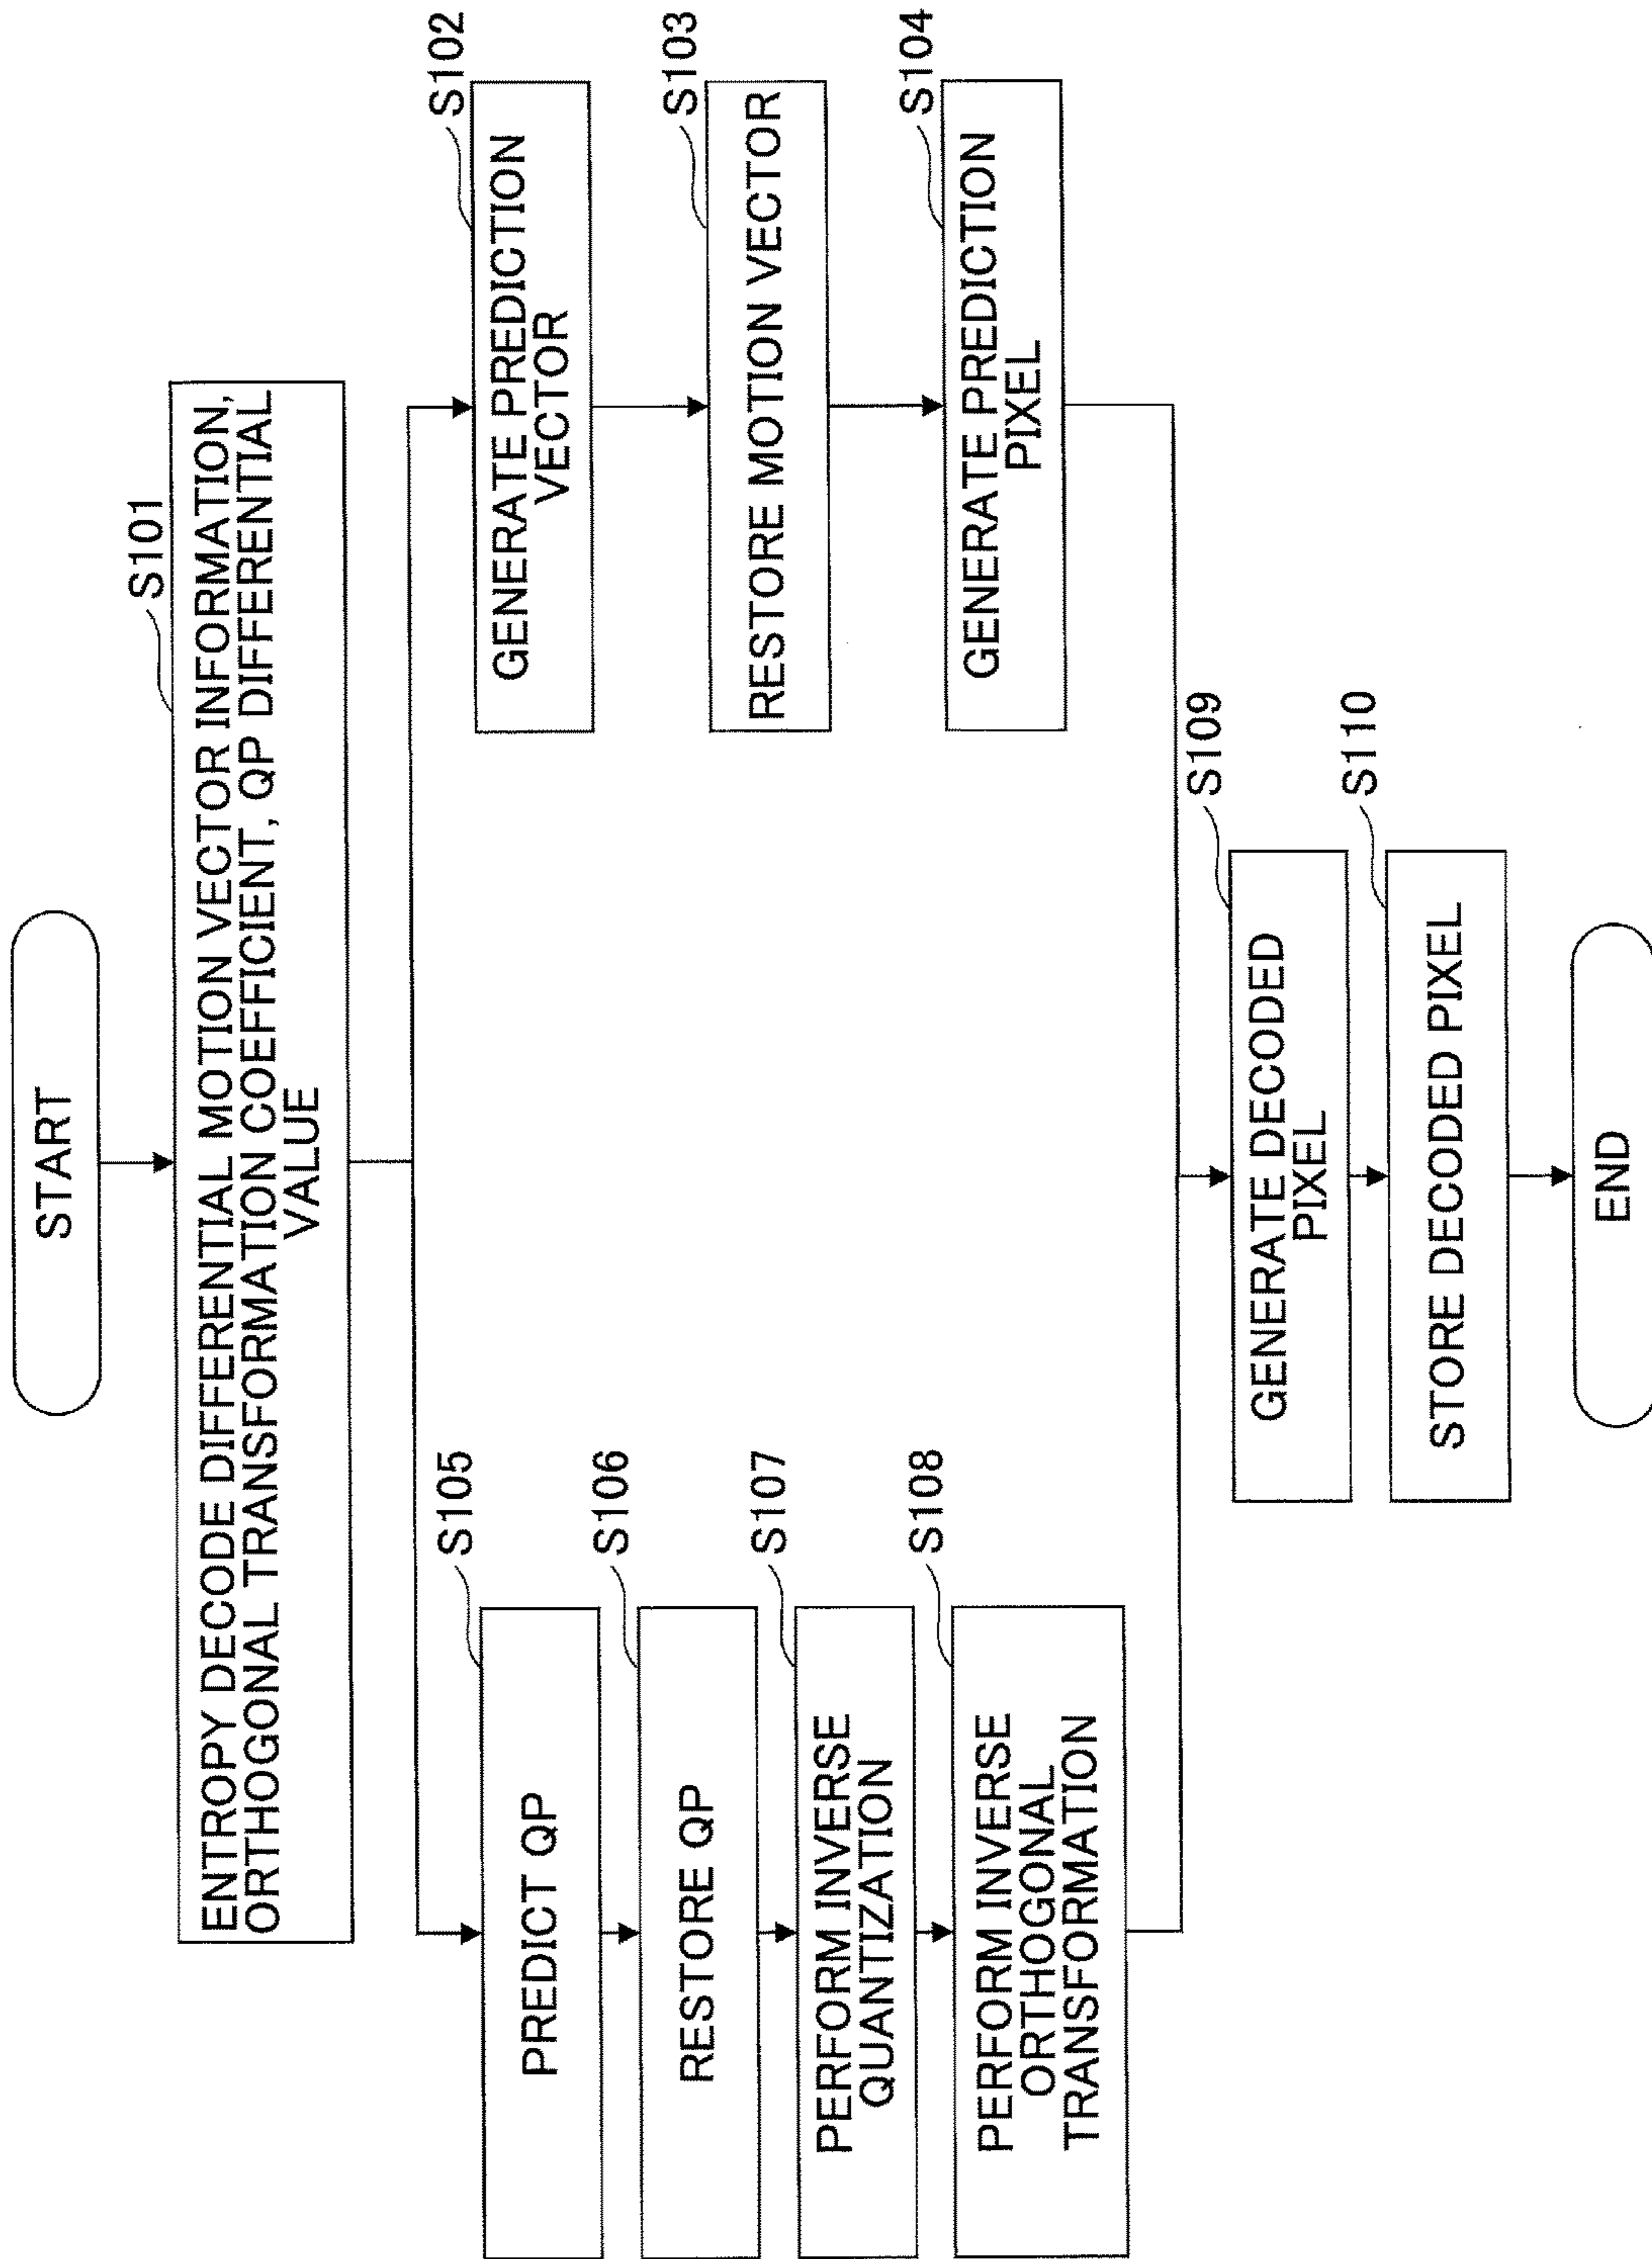 START
S101
ENTROPY DECODE DIFFERENTIAL MOTION VECTOR INFORMATION,
ORTHOGONAL TRANSFORMATION COEFFICIENT, QP DIFFERENTIAL
VALUE
S105
PREDICT QP
S106
RESTORE QP
S107
PERFORM INVERSE
QUANTIZATION
S108
PERFORM INVERSE
ORTHOGONAL
TRANSFORMATION
S102
GENERATE PREDICTION
VECTOR
S103
RESTORE MOTION VECTOR
S104
GENERATE PREDICTION
PIXEL
S109
GENERATE DECODED
PIXEL
S110
STORE DECODED PIXEL
END